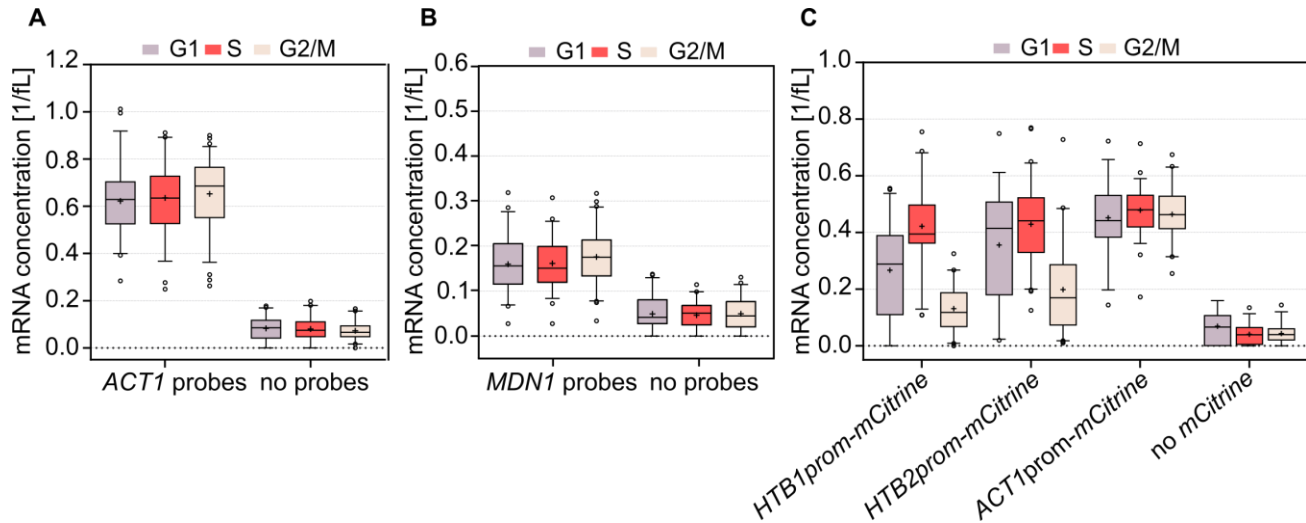 A
G1 S G2/M
mRNA concentration [1/fL]
1.2
1.0
0.8
0.6
0.4
0.2
0.0
ACT1 probes no probes
B
G1 S G2/M
mRNA concentration [1/fL]
0.6
0.5
0.4
0.3
0.2
0.1
0.0
MDN1 probes no probes
C
G1 S G2/M
mRNA concentration [1/fL]
1.0
0.8
0.6
0.4
0.2
0.0
HTB1prom-mCitrine
HTB2prom-mCitrine
ACT1prom-mCitrine
no mCitrine